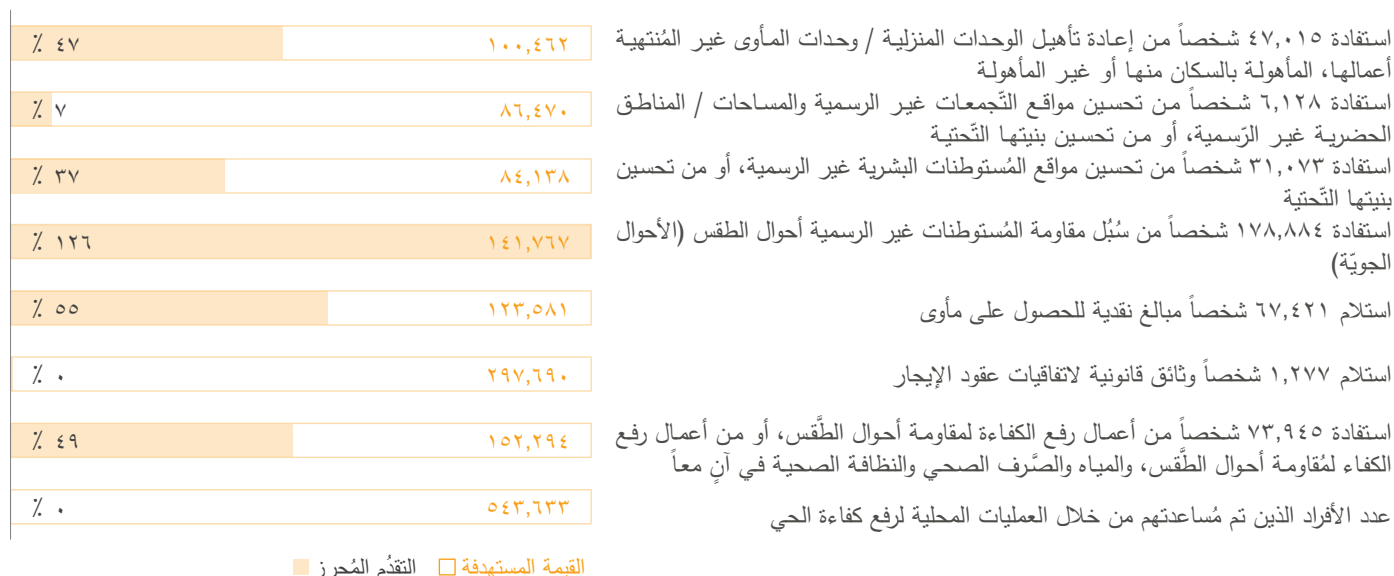 استفادة ٤٧,٠١٥ شخصاً من إعادة تأهيل الوحدات المنزلية / وحدات المأوى غير المُنتهية
أعمالها، المأهولة بالسكان منها أو غير المأهولة
١٠٠,٤٦٢
٪ ٤٧
استفادة ٦,١٢٨ شخصاً من تحسين مواقع التّجمعات غير الرسمية والمساحات / المناطق
الحضرية غير الرّسمية، أو من تحسين بنيتها التّحتية
٨٦,٤٧٠
٪ ٧
استفادة ٣١,٠٧٣ شخصاً من تحسين مواقع المُستوطنات البشرية غير الرسمية، أو من تحسين
بنيتها التّحتية
٨٤,١٣٨
٪ ٣٧
استفادة ١٧٨,٨٨٤ شخصاً من سُبُل مقاومة المُستوطنات غير الرسمية أحوال الطقس (الأحوال
الجويّة)
١٤١,٧٦٧
٪ ١٢٦
استلام ٦٧,٤٢١ شخصاً مبالغ نقدية للحصول على مأوى
١٢٣,٥٨١
٪ ٥٥
استلام ١,٢٧٧ شخصاً وثائق قانونية لاتفاقيات عقود الإيجار
٢٩٧,٦٩٠
٪ ٠
استفادة ٧٣,٩٤٥ شخصاً من أعمال رفع الكفاءة لمقاومة أحوال الطَّقس، أو من أعمال رفع
الكفاء لمُقاومة أحوال الطَّقس، والمياه والصَّرف الصحي والنظافة الصحية في آنٍ معاً
١٥٢,٢٩٤
٪ ٤٩
عدد الأفراد الذين تم مُساعدتهم من خلال العمليات المحلية لرفع كفاءة الحي
٥٤٣,٦٣٣
٪ ٠
القيمة المستهدفة التقدُم المُحرز